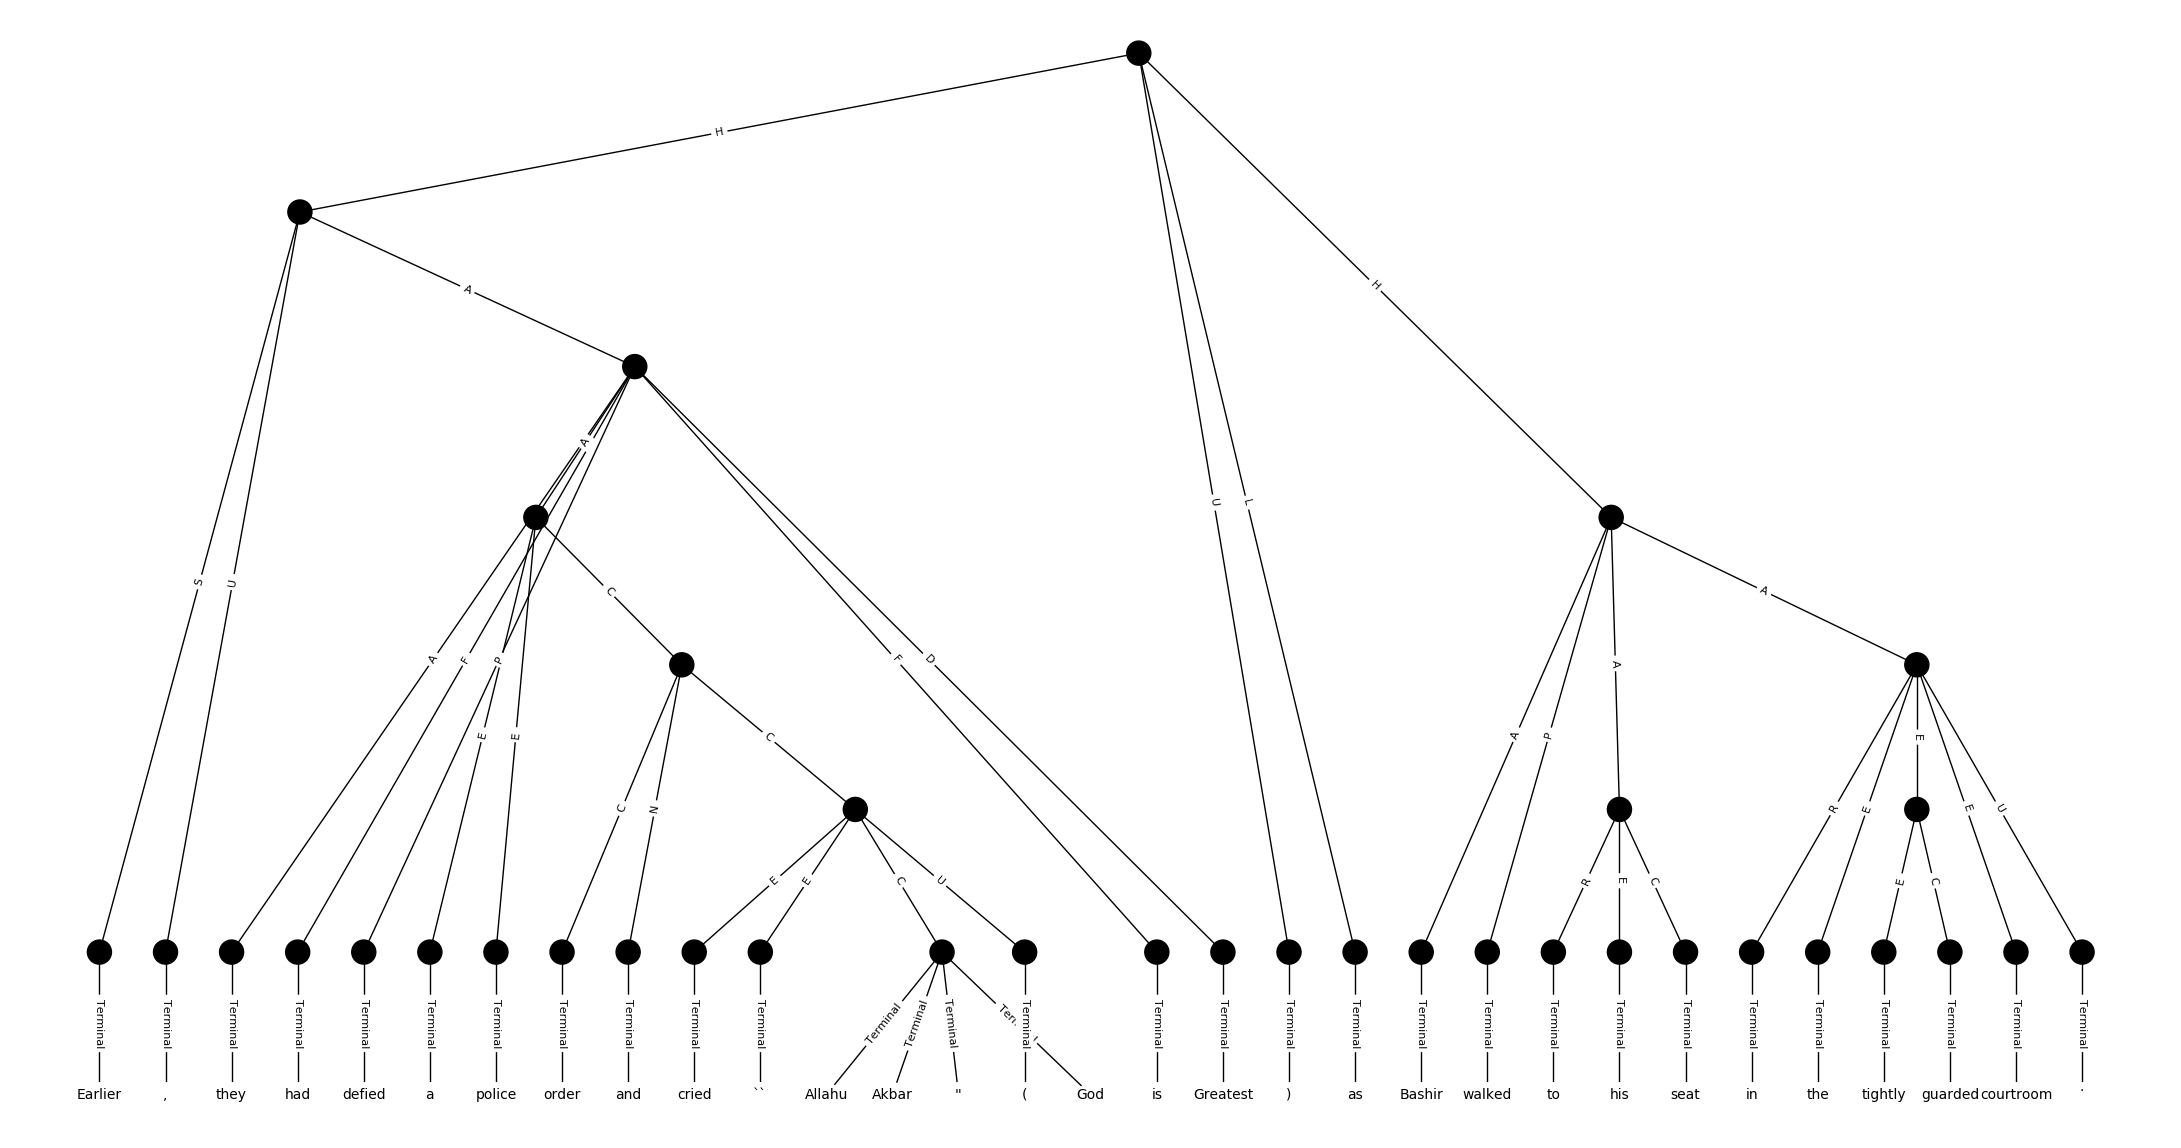 H
A
H
A
S
U
A
F
P
E
E
C
C
N
C
E
E
C
U
F
D
U
L
A
P
A
A
R
E
C
R
E
E
E
C
E
U
Terminal Terminal Terminal Terminal Terminal Terminal Terminal Terminal Terminal Terminal Terminal Terminal Terminal Terminal Terminal Terminal Terminal Terminal Terminal Terminal Terminal Terminal Terminal Terminal Terminal Terminal Terminal Terminal Terminal Terminal
Earlier , they had defied a police order and cried `` Allahu Akbar " ( God is Greatest ) as Bashir walked to his seat in the tightly guarded courtroom .